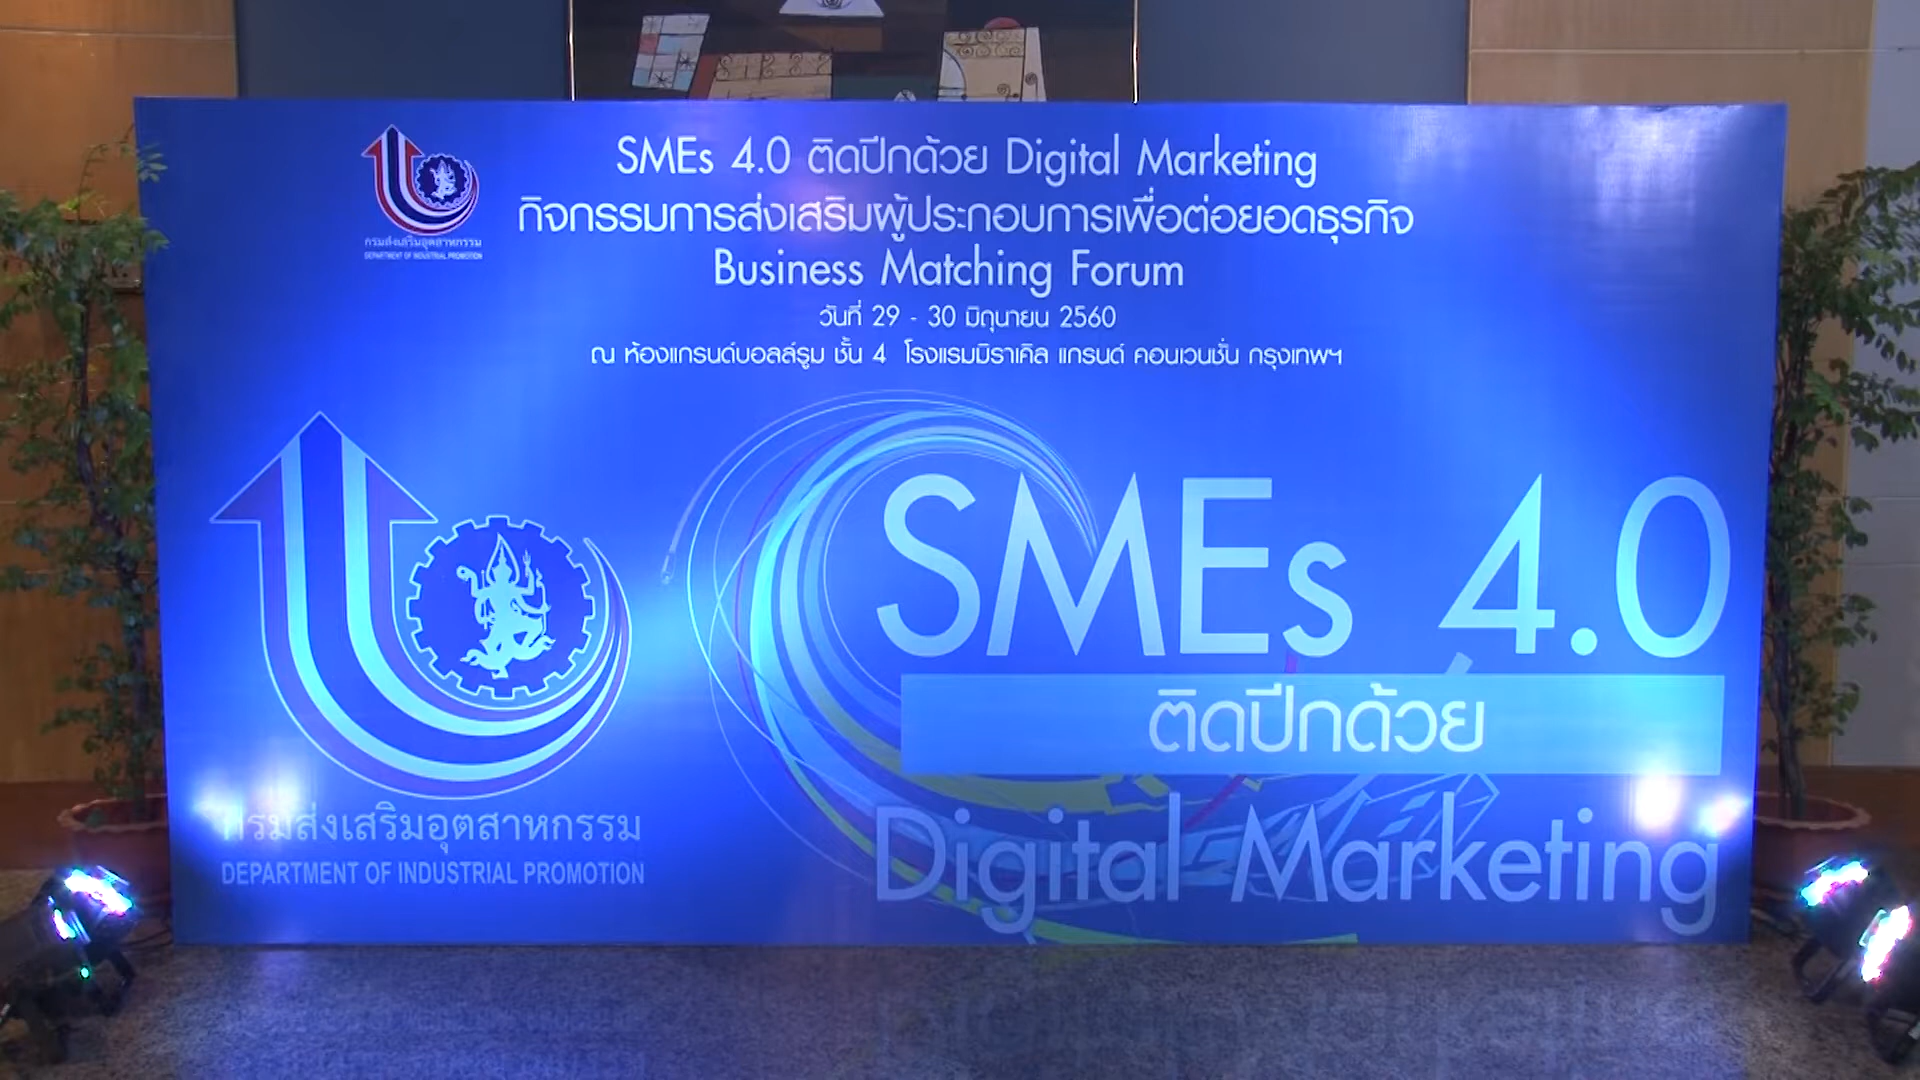 SMEs 4.0 ติดปีกด้วย Digital Marketing
กิจกรรมการส่งเสริมผู้ประกอบการเพื่อต่อยอดธุรกิจ
Business Matching Forum
วันที่ 29 - 30 มิถุนายน 2560
ณ ห้องแกรนด์บอลล์รูม ชั้น 4 โรงแรมมิราเคิล แกรนด์ คอนเวนชั่น กรุงเทพฯ
กรมส่งเสริมอุตสาหกรรม
DEPARTMENT OF INDUSTRIAL PROMOTION
SMEs 4.0
ติดปีกด้วย
Digital Marketing
กรมส่งเสริมอุตสาหกรรม
DEPARTMENT OF INDUSTRIAL PROMOTION